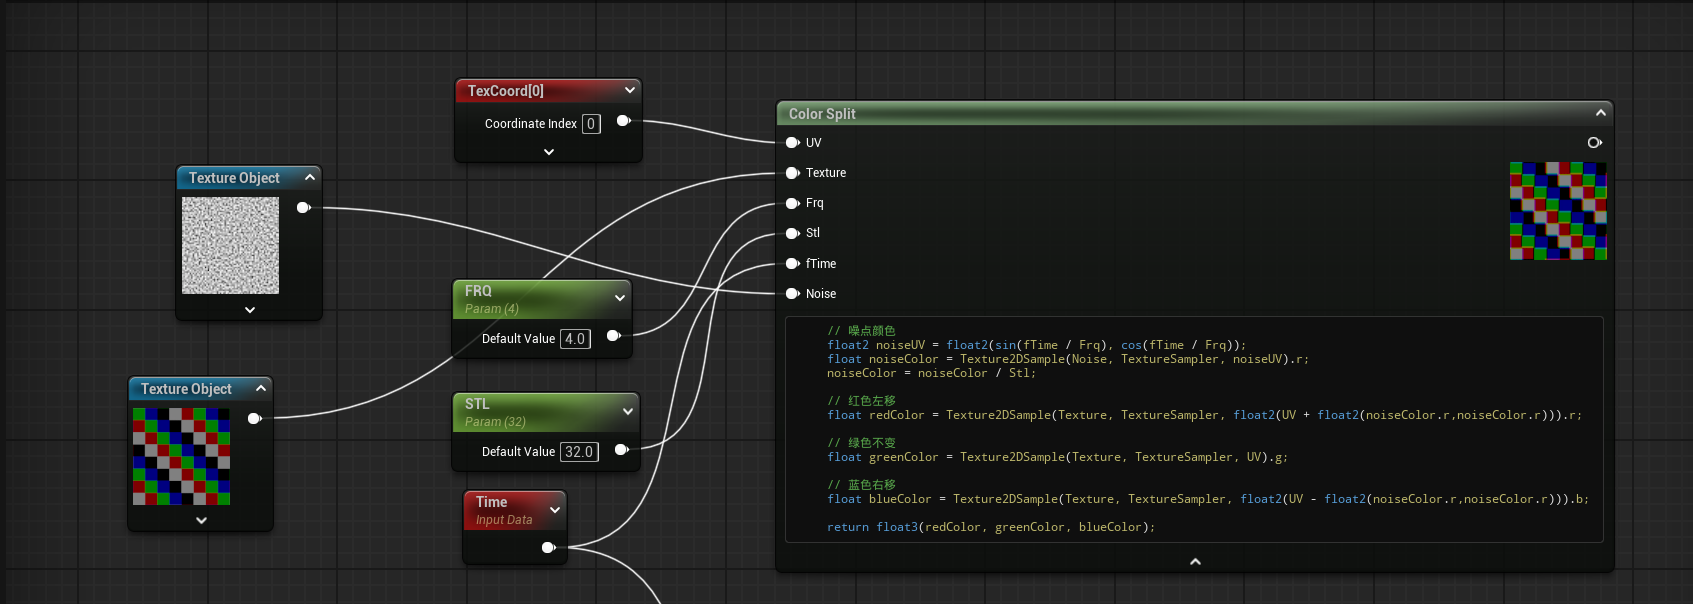 TexCoord[0]
Coordinate Index 0
Texture Object
FRQ
Param (4)
Default Value 4.0
Texture Object
STL
Param (32)
Default Value 32.0
Time
Input Data
Color Split
UV
Texture
Frq
Stl
fTime
Noise
// 噪点颜色
float2 noiseUV = float2(sin(fTime / Frq), cos(fTime / Frq));
float noiseColor = Texture2DSample(Noise, TextureSampler, noiseUV).r;
noiseColor = noiseColor / Stl;
// 红色左移
float redColor = Texture2DSample(Texture, TextureSampler, float2(UV + float2(noiseColor.r,noiseColor.r))).r;
// 绿色不变
float greenColor = Texture2DSample(Texture, TextureSampler, UV).g;
// 蓝色右移
float blueColor = Texture2DSample(Texture, TextureSampler, float2(UV - float2(noiseColor.r,noiseColor.r))).b;
return float3(redColor, greenColor, blueColor);